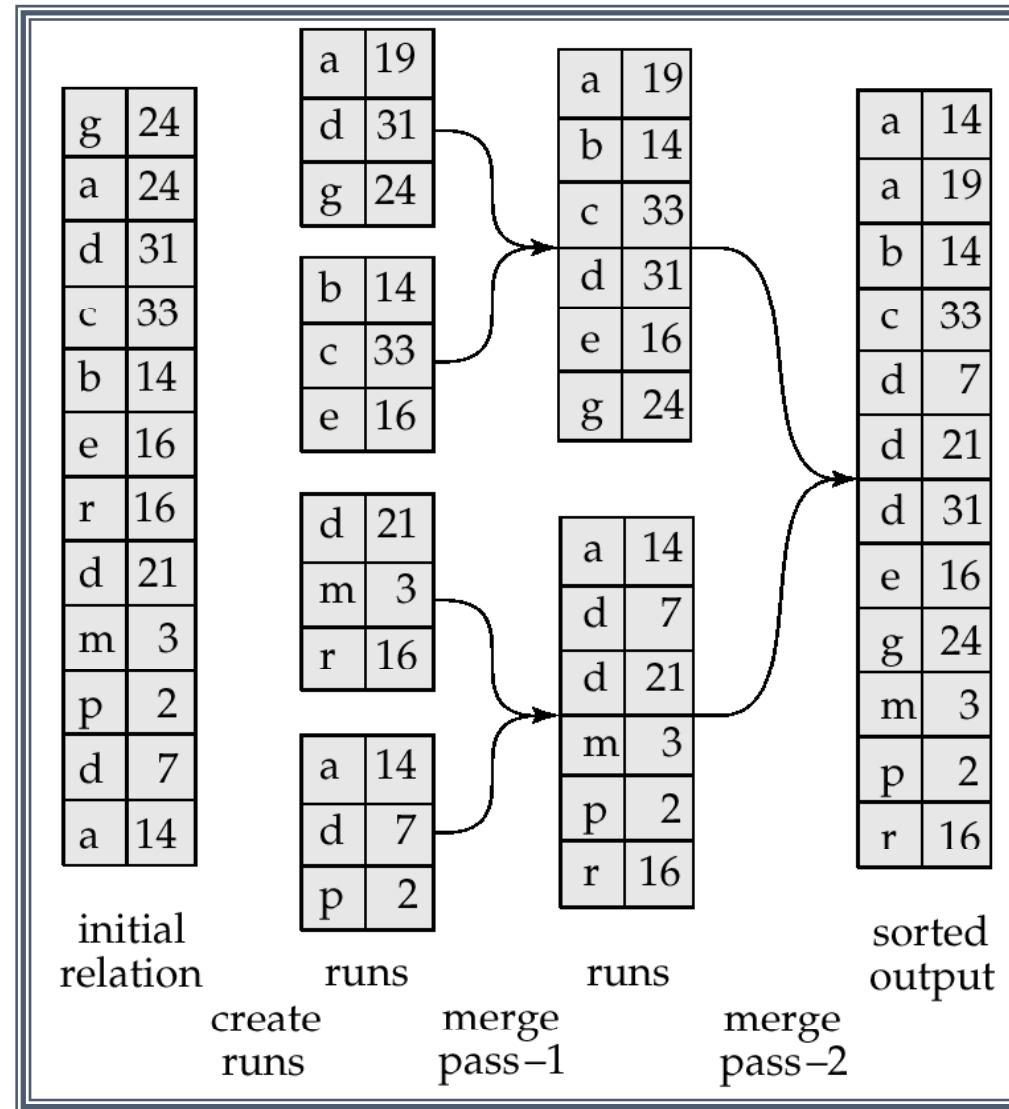 g 24
a 24
d 31
c 33
b 14
e 16
r 16
d 21
m 3
p 2
d 7
a 14
initial
relation
a 19
d 31
g 24
b 14
c 33
e 16
d 21
m 3
r 16
a 14
d 7
p 2
runs
create
runs
a 19
b 14
c 33
d 31
e 16
g 24
a 14
d 7
d 21
m 3
p 2
r 16
runs
merge
pass–1
a 14
a 19
b 14
c 33
d 7
d 21
d 31
e 16
g 24
m 3
p 2
r 16
sorted
output
merge
pass–2